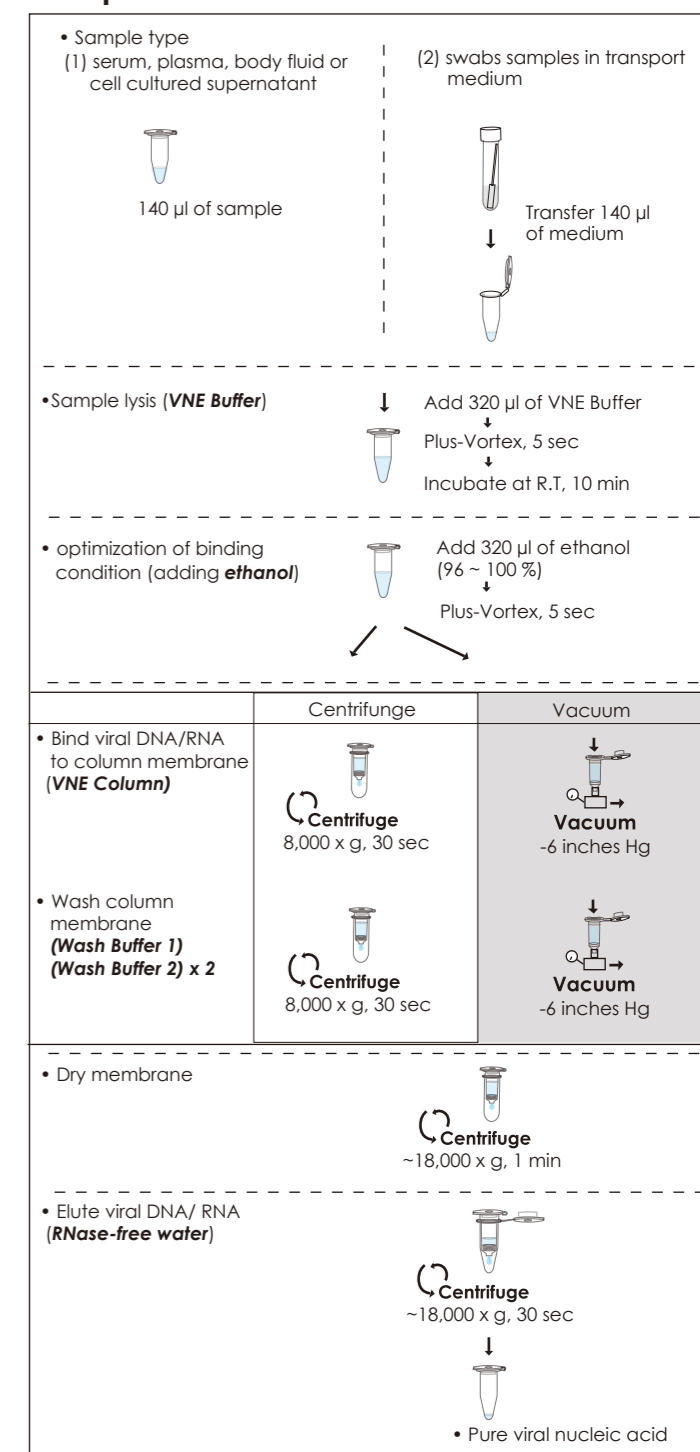 • Sample type
(1) serum, plasma, body fluid or
cell cultured supernatant
140 µl of sample
(2) swabs samples in transport
medium
Transfer 140 µl
of medium
•Sample lysis (VNE Buffer)
Add 320 µl of VNE Buffer
Plus-Vortex, 5 sec
Incubate at R.T, 10 min
• optimization of binding
condition (adding ethanol)
Add 320 µl of ethanol
(96 ~ 100 %)
Plus-Vortex, 5 sec
Centrifunge
Vacuum
• Bind viral DNA/RNA
to column membrane
(VNE Column)
Centrifuge
8,000 x g, 30 sec
Vacuum
-6 inches Hg
• Wash column
membrane
(Wash Buffer 1)
(Wash Buffer 2) x 2
Centrifuge
8,000 x g, 30 sec
Vacuum
-6 inches Hg
• Dry membrane
Centrifuge
~18,000 x g, 1 min
• Elute viral DNA/ RNA
(RNase-free water)
Centrifuge
~18,000 x g, 30 sec
• Pure viral nucleic acid